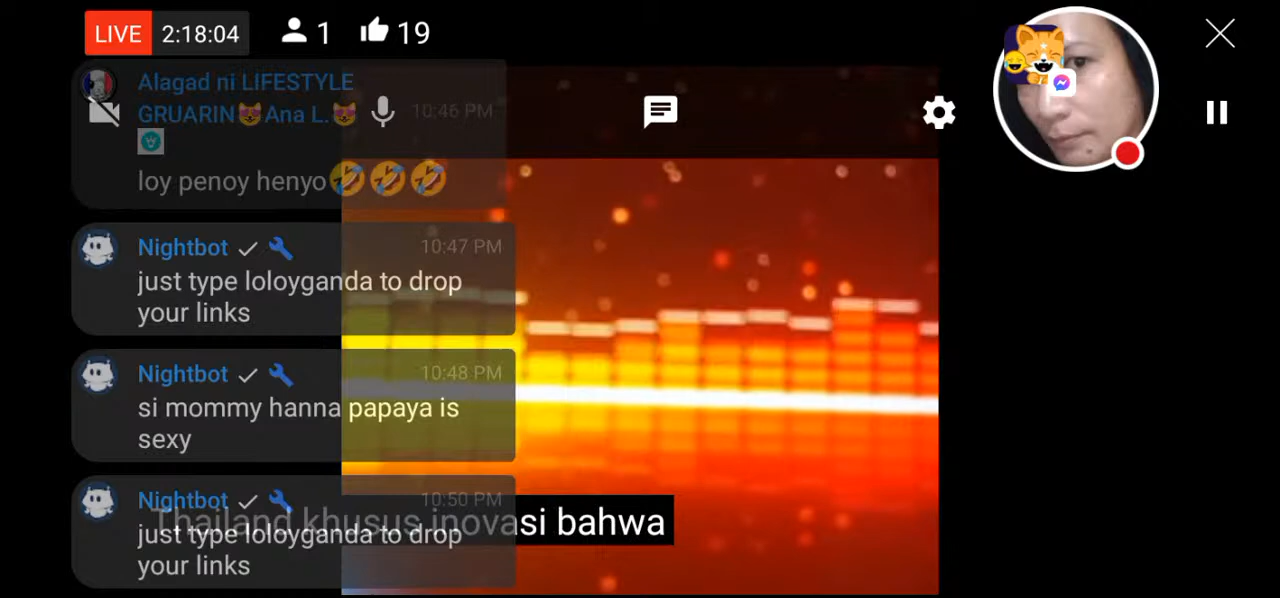 LIVE 2:18:04 1 19
Alagad ni LIFESTYLE
GRUARIN😻Ana L.😻 10:46 PM
loy penoy henyo🤣🤣🤣
Nightbot 10:47 PM
just type loloyganda to drop
your links
Nightbot 10:48 PM
si mommy hanna papaya is
sexy
Nightbot 10:50 PM
just type loloyganda to drop
your links
Thailand khusus inovasi bahwa